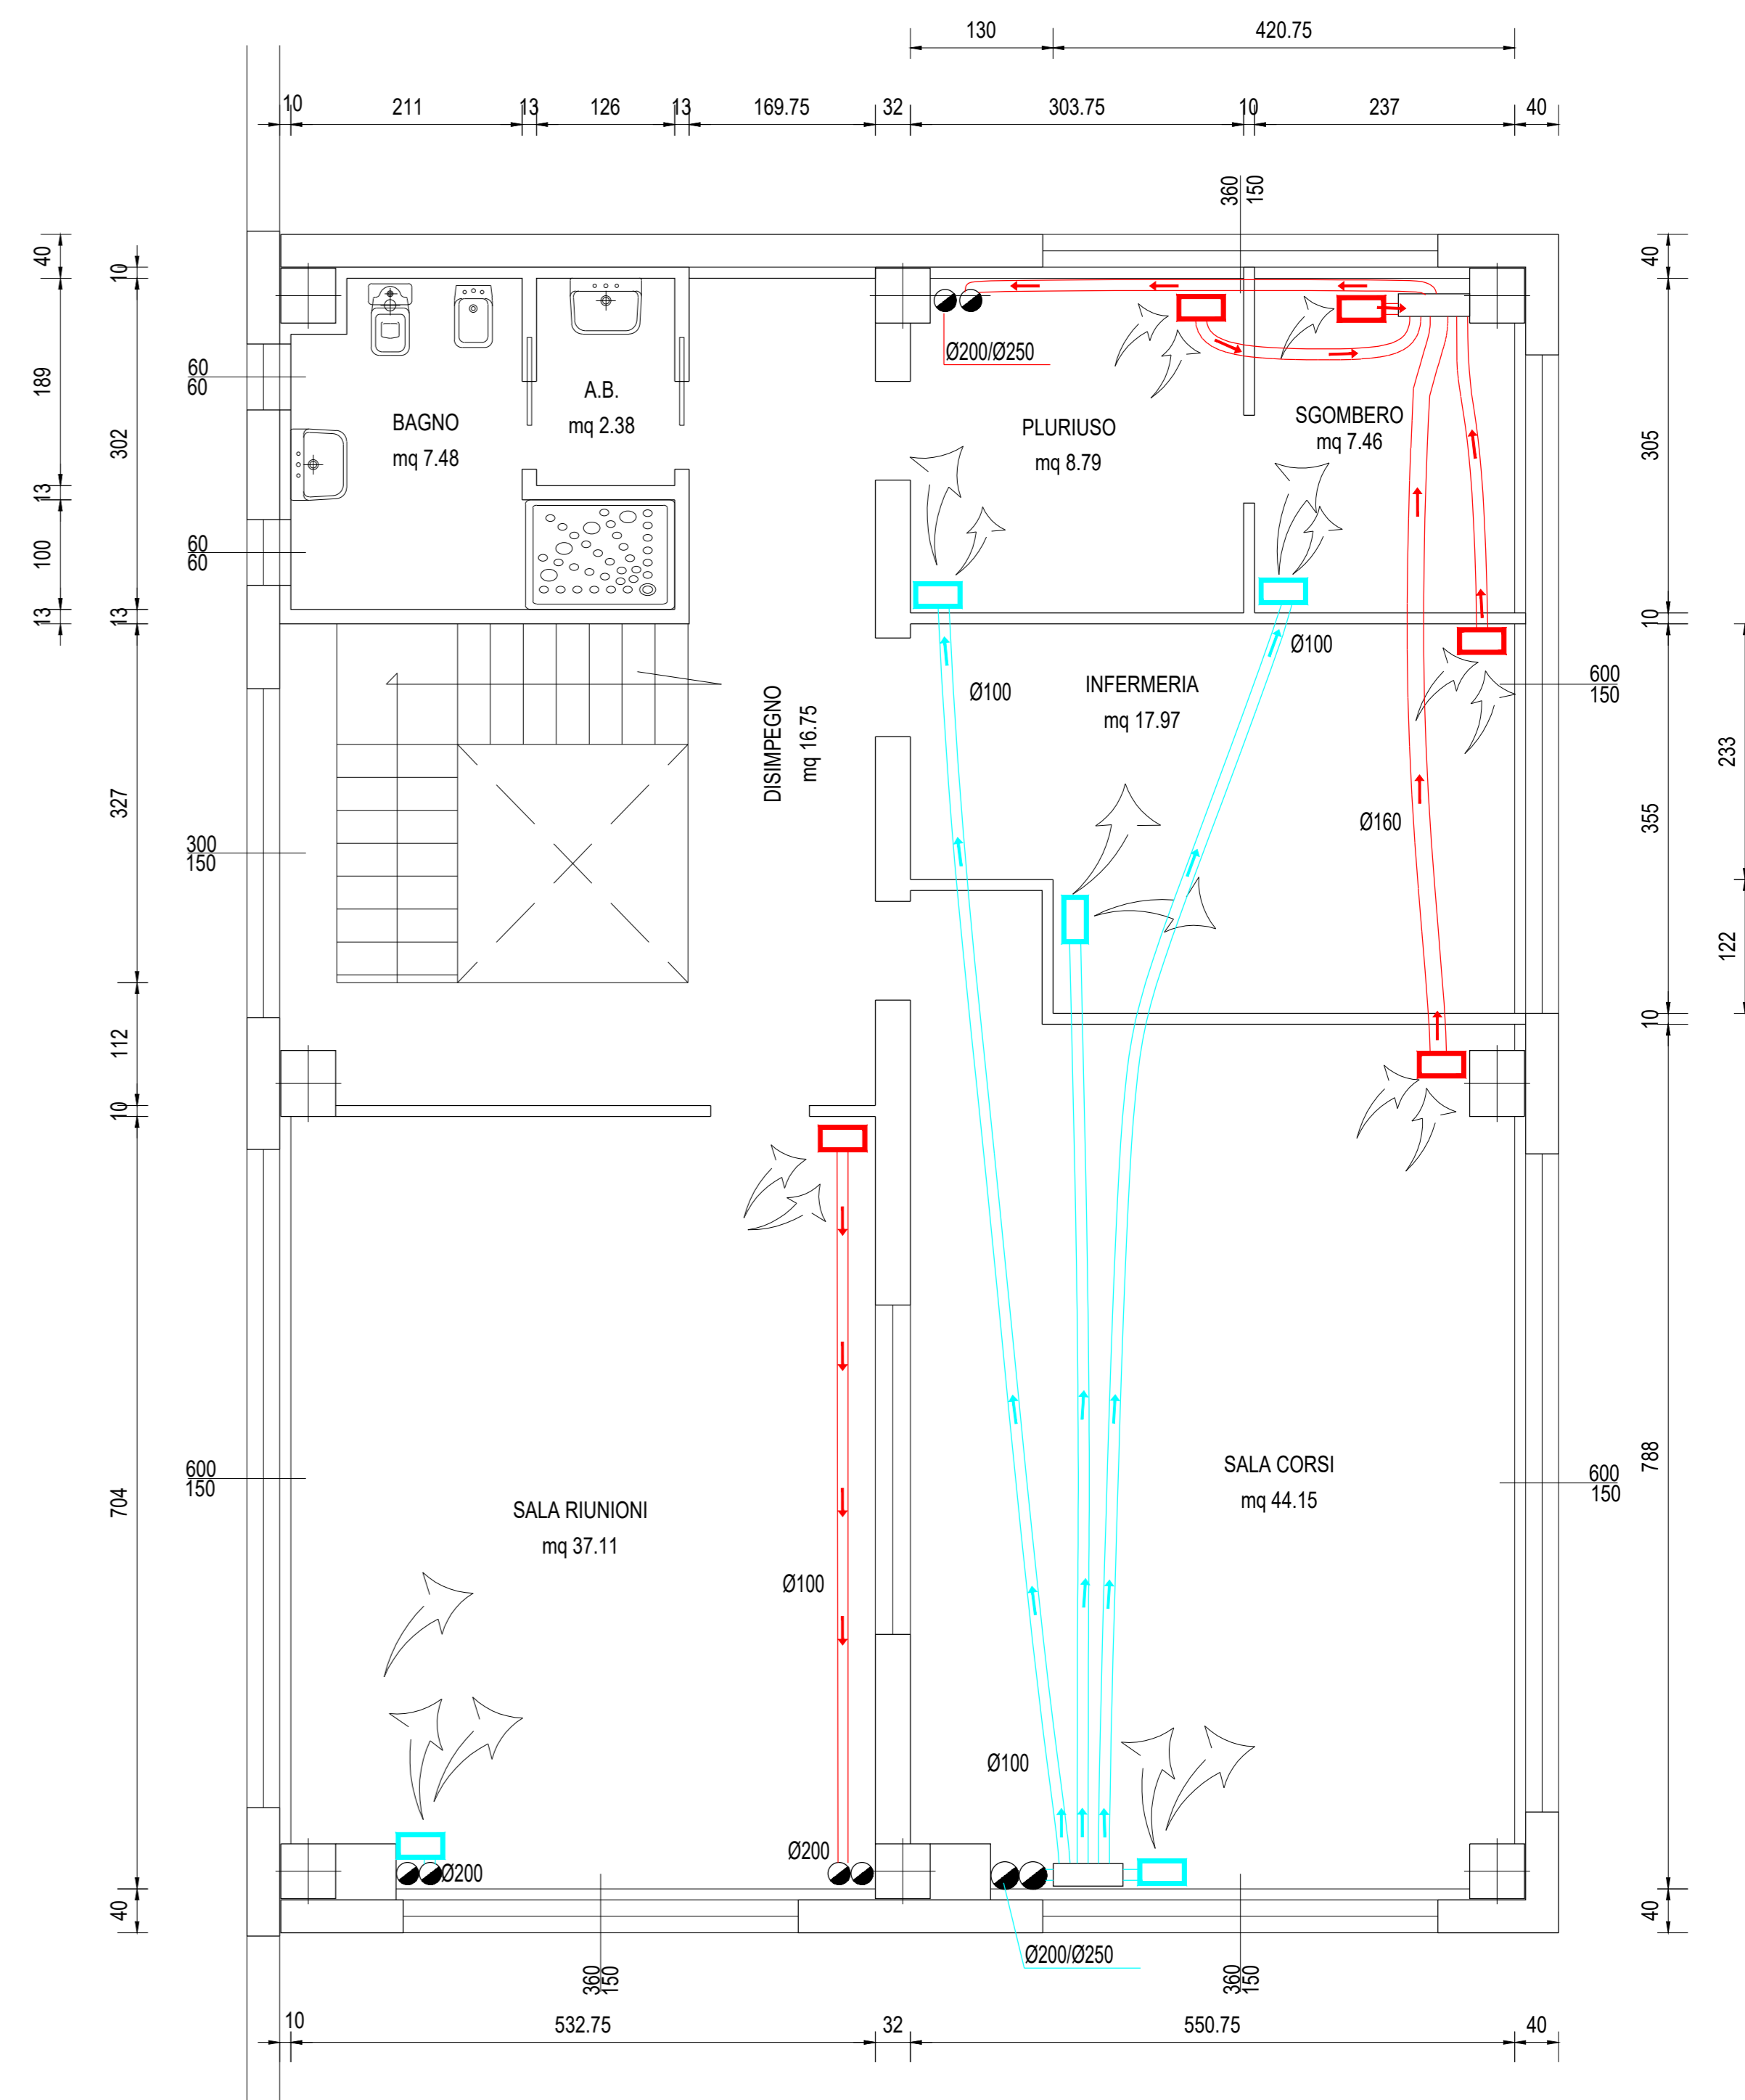 130
420.75
10
211
13
126
13
169.75
32
303.75
10
237
40
360
150
40
10
40
189
302
13
100
13
13
60
60
60
60
BAGNO
mq 7.48
A.B.
mq 2.38
Ø200/Ø250
PLURIUSO
mq 8.79
SGOMBERO
mq 7.46
305
10
Ø100
Ø100
INFERMERIA
mq 17.97
DISIMPEGNO
mq 16.75
600
150
233
355
122
10
327
300
150
Ø160
112
10
704
600
150
SALA RIUNIONI
mq 37.11
Ø100
SALA CORSI
mq 44.15
600
150
788
Ø100
Ø200
Ø200
40
40
Ø200/Ø250
360
150
360
150
10
532.75
32
550.75
40